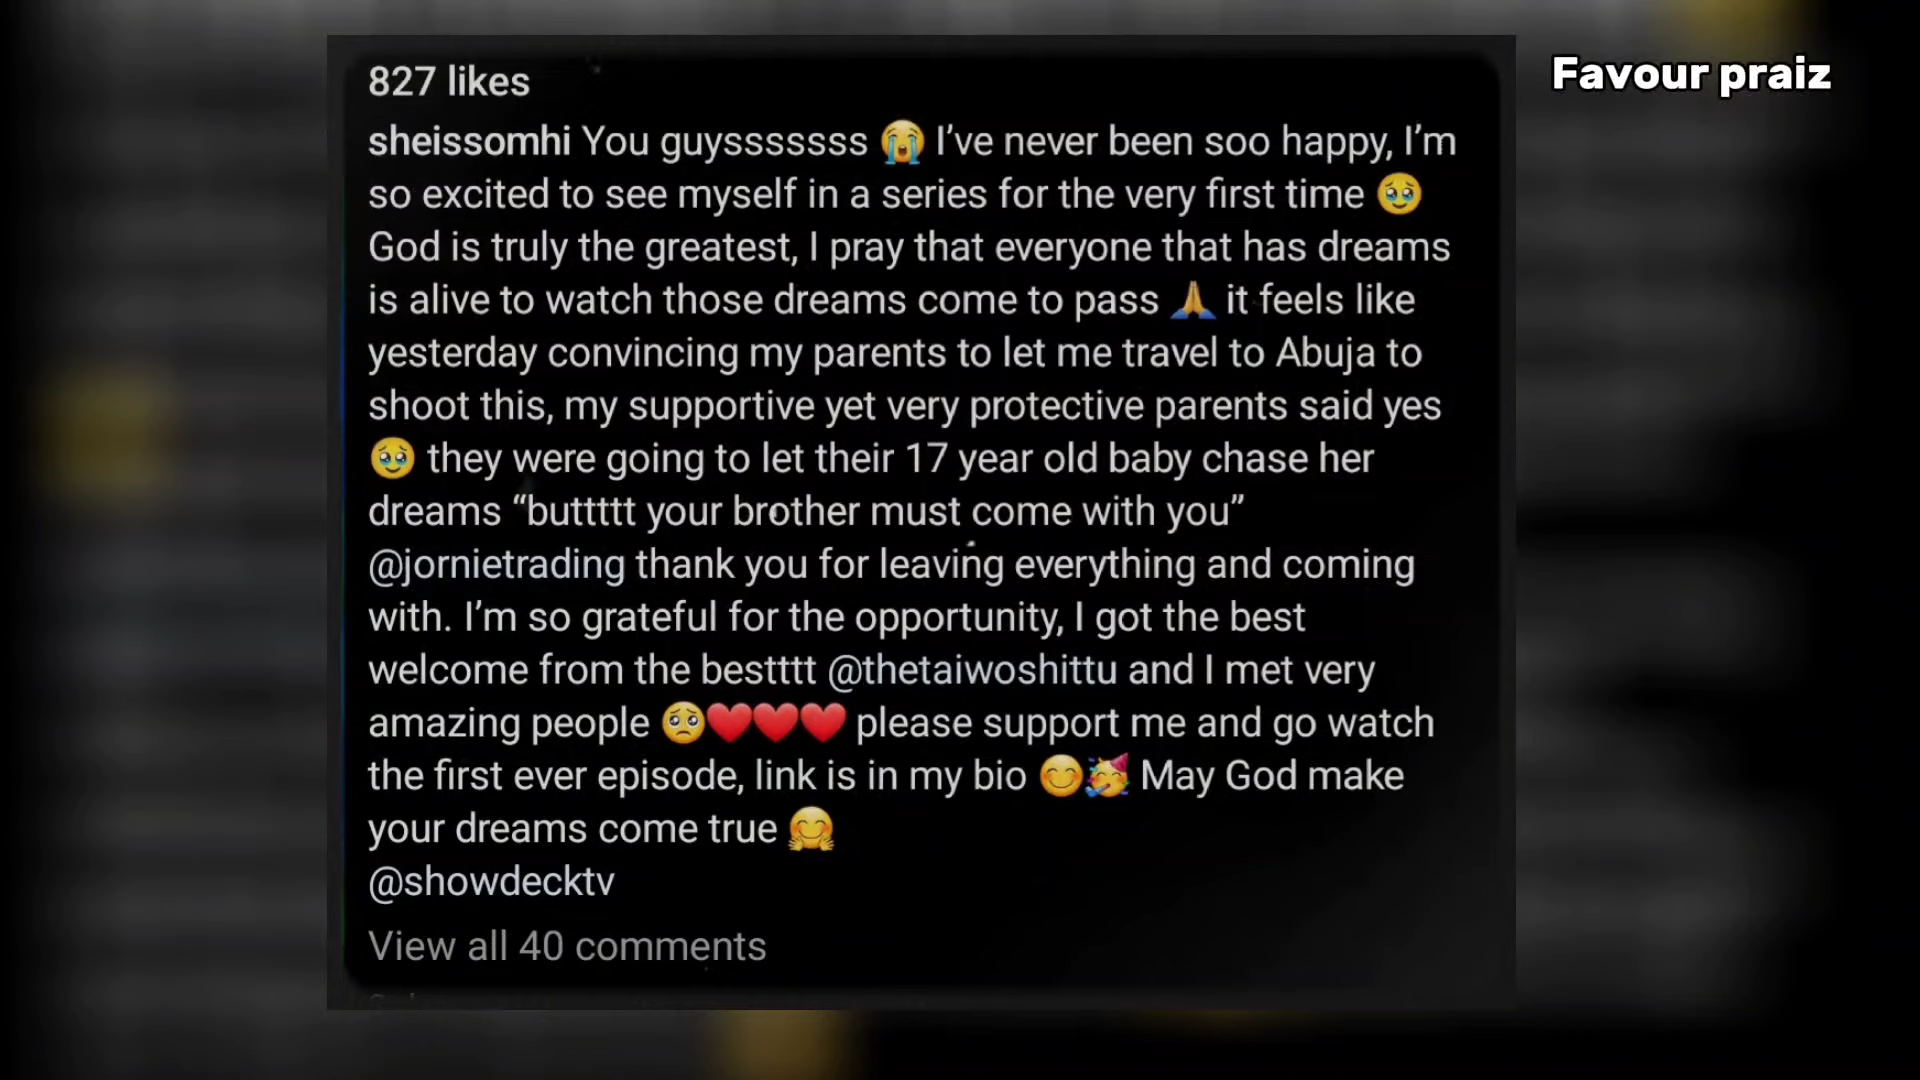 Favour praiz
827 likes
sheissomhi You guysssssss 😭 I've never been soo happy, I'm
so excited to see myself in a series for the very first time 🥹
God is truly the greatest, I pray that everyone that has dreams
is alive to watch those dreams come to pass 🙏 it feels like
yesterday convincing my parents to let me travel to Abuja to
shoot this, my supportive yet very protective parents said yes
🥹 they were going to let their 17 year old baby chase her
dreams “buttttt your brother must come with you”
@jornietrading thank you for leaving everything and coming
with. I'm so grateful for the opportunity, I got the best
welcome from the bestttt @thetaiwoshittu and I met very
amazing people 🥺❤️❤️❤️ please support me and go watch
the first ever episode, link is in my bio 😊🥳 May God make
your dreams come true 🤗
@showdecktv
View all 40 comments